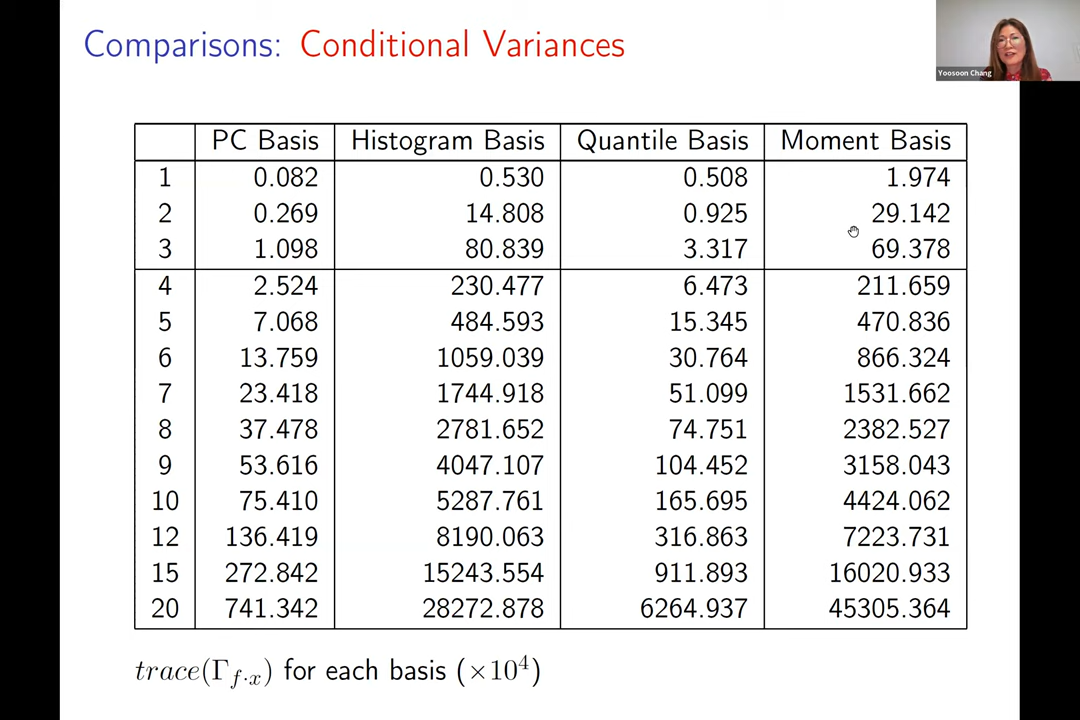 Comparisons: Conditional Variances
Yoosoon Chang
PC Basis Histogram Basis Quantile Basis Moment Basis
1 0.082 0.530 0.508 1.974
2 0.269 14.808 0.925 29.142
3 1.098 80.839 3.317 69.378
4 2.524 230.477 6.473 211.659
5 7.068 484.593 15.345 470.836
6 13.759 1059.039 30.764 866.324
7 23.418 1744.918 51.099 1531.662
8 37.478 2781.652 74.751 2382.527
9 53.616 4047.107 104.452 3158.043
10 75.410 5287.761 165.695 4424.062
12 136.419 8190.063 316.863 7223.731
15 272.842 15243.554 911.893 16020.933
20 741.342 28272.878 6264.937 45305.364
trace(Γ_{f·x}) for each basis (×10⁴)